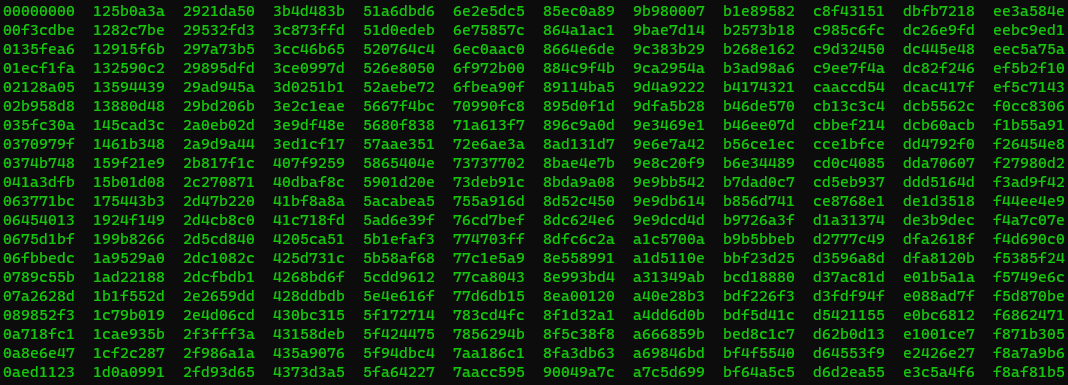 00000000 125b0a3a 2921da50 3b4d483b 51a6dbd6 6e2e5dc5 85ec0a89 9b980007 b1e89582 c8f43151 dbfb7218 ee3a584e
00f3cdbe 1282c7be 29532fd3 3c873ffd 51d0edeb 6e75857c 864a1ac1 9bae7d14 b2573b18 c985c6fc dc26e9fd eebc9ed1
0135fea6 12915f6b 297a73b5 3cc46b65 520764c4 6ec0aac0 8664e6de 9c383b29 b268e162 c9d32450 dc445e48 eec5a75a
01ecf1fa 132590c2 29895dfd 3ce0997d 526e8050 6f972b00 884c9f4b 9ca2954a b3ad98a6 c9ee7f4a dc82f246 ef5b2f10
02128a05 13594439 29ad945a 3d0251b1 52aebe72 6fbea90f 89114ba5 9d4a9222 b4174321 caaccd54 dcac417f ef5c7143
02b958d8 13880d48 29bd206b 3e2c1eae 5667f4bc 70990fc8 895d0f1d 9dfa5b28 b46de570 cb13c3c4 dcb5562c f0cc8306
035fc30a 145cad3c 2a0eb02d 3e9df48e 5680f838 71a613f7 896c9a0d 9e3469e1 b46ee07d cbbef214 dcb60acb f1b55a91
0370979f 1461b348 2a9d9a44 3ed1cf17 57aae351 72e6ae3a 8ad131d7 9e6e7a42 b56ce1ec cce1bfce dd4792f0 f26454e8
0374b748 159f21e9 2b817f1c 407f9259 5865404e 73737702 8bae4e7b 9e8c20f9 b6e34489 cd0c4085 dda70607 f27980d2
041a3dfb 15b01d08 2c270871 40dbaf8c 5901d20e 73deb91c 8bda9a08 9e9bb542 b7dad0c7 cd5eb937 ddd5164d f3ad9f42
063771bc 175443b3 2d47b220 41bf8a8a 5acabea5 755a916d 8d52c450 9e9db614 b856d741 ce8768e1 de1d3518 f44ee4e9
06454013 1924f149 2d4cb8c0 41c718fd 5ad6e39f 76cd7bef 8dc624e6 9e9dcd4d b9726a3f d1a31374 de3b9dec f4a7c07e
0675d1bf 199b8266 2d5cd840 4205ca51 5b1efaf3 774703ff 8dfc6c2a a1c5700a b9b5bbeb d2777c49 dfa2618f f4d690c0
06fbbedc 1a9529a0 2dc1082c 425d731c 5b58af68 77c1e5a9 8e558991 a1d5110e bbf23d25 d3596a8d dfa8120b f5385f24
0789c55b 1ad22188 2dcfbdb1 4268bd6f 5cdd9612 77ca8043 8e993bd4 a31349ab bcd18880 d37ac81d e01b5a1a f5749e6c
07a2628d 1b1f552d 2e2659dd 428ddbdb 5e4e616f 77d6db15 8ea00120 a40e28b3 bdf226f3 d3fdf94f e088ad7f f5d870be
089852f3 1c79b019 2e4d06cd 430bc315 5f172714 783cd4fc 8f1d32a1 a4dd6d0b bdf5d41c d5421155 e0bc6812 f6862471
0a718fc1 1cae935b 2f3fff3a 43158deb 5f424475 7856294b 8f5c38f8 a666859b bed8c1c7 d62b0d13 e1001ce7 f871b305
0a8e6e47 1cf2c287 2f986a1a 435a9076 5f94dbc4 7aa186c1 8fa3db63 a69846bd bf4f5540 d64553f9 e2426e27 f8a7a9b6
0aed1123 1d0a0991 2fd93d65 4373d3a5 5fa64227 7aacc595 90049a7c a7c5d699 bf64a5c5 d6d2ea55 e3c5a4f6 f8af81b5